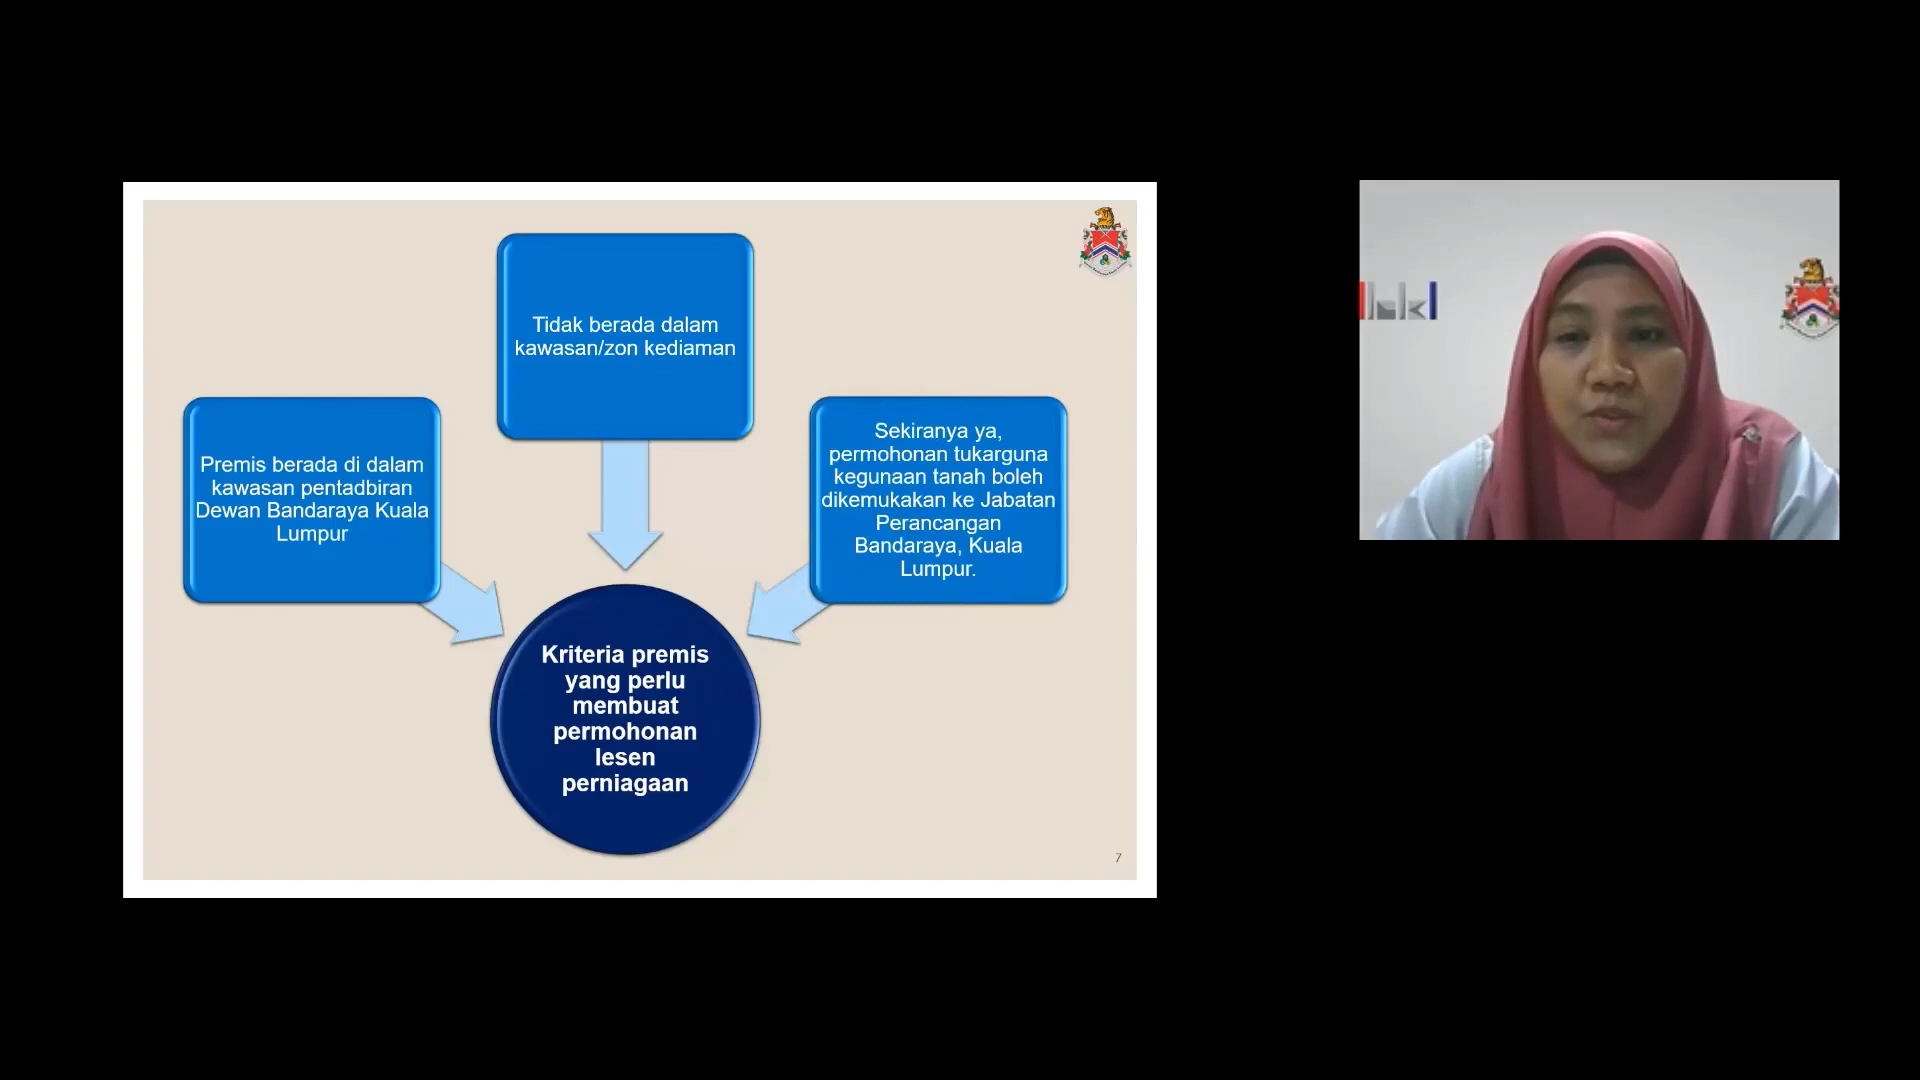 Tidak berada dalam
kawasan/zon kediaman
Premis berada di dalam
kawasan pentadbiran
Dewan Bandaraya Kuala
Lumpur
Sekiranya ya,
permohonan tukarguna
kegunaan tanah boleh
dikemukakan ke Jabatan
Perancangan
Bandaraya, Kuala
Lumpur.
Kriteria premis
yang perlu
membuat
permohonan
lesen
perniagaan
7